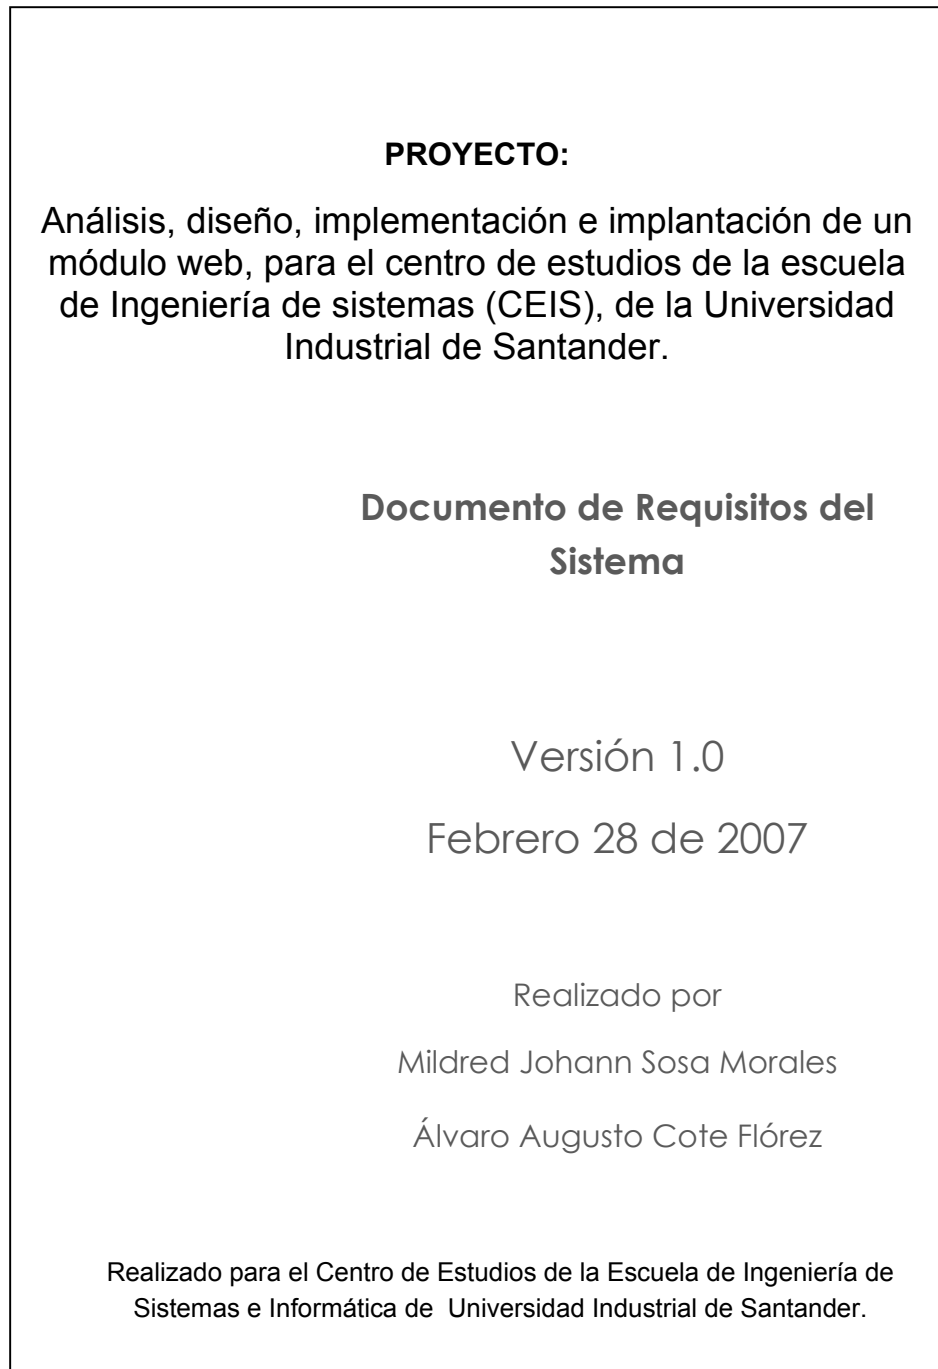 PROYECTO:
Análisis, diseño, implementación e implantación de un
módulo web, para el centro de estudios de la escuela
de Ingeniería de sistemas (CEIS), de la Universidad
Industrial de Santander.
Documento de Requisitos del
Sistema
Versión 1.0
Febrero 28 de 2007
Realizado por
Mildred Johann Sosa Morales
Álvaro Augusto Cote Flórez
Realizado para el Centro de Estudios de la Escuela de Ingeniería de
Sistemas e Informática de Universidad Industrial de Santander.